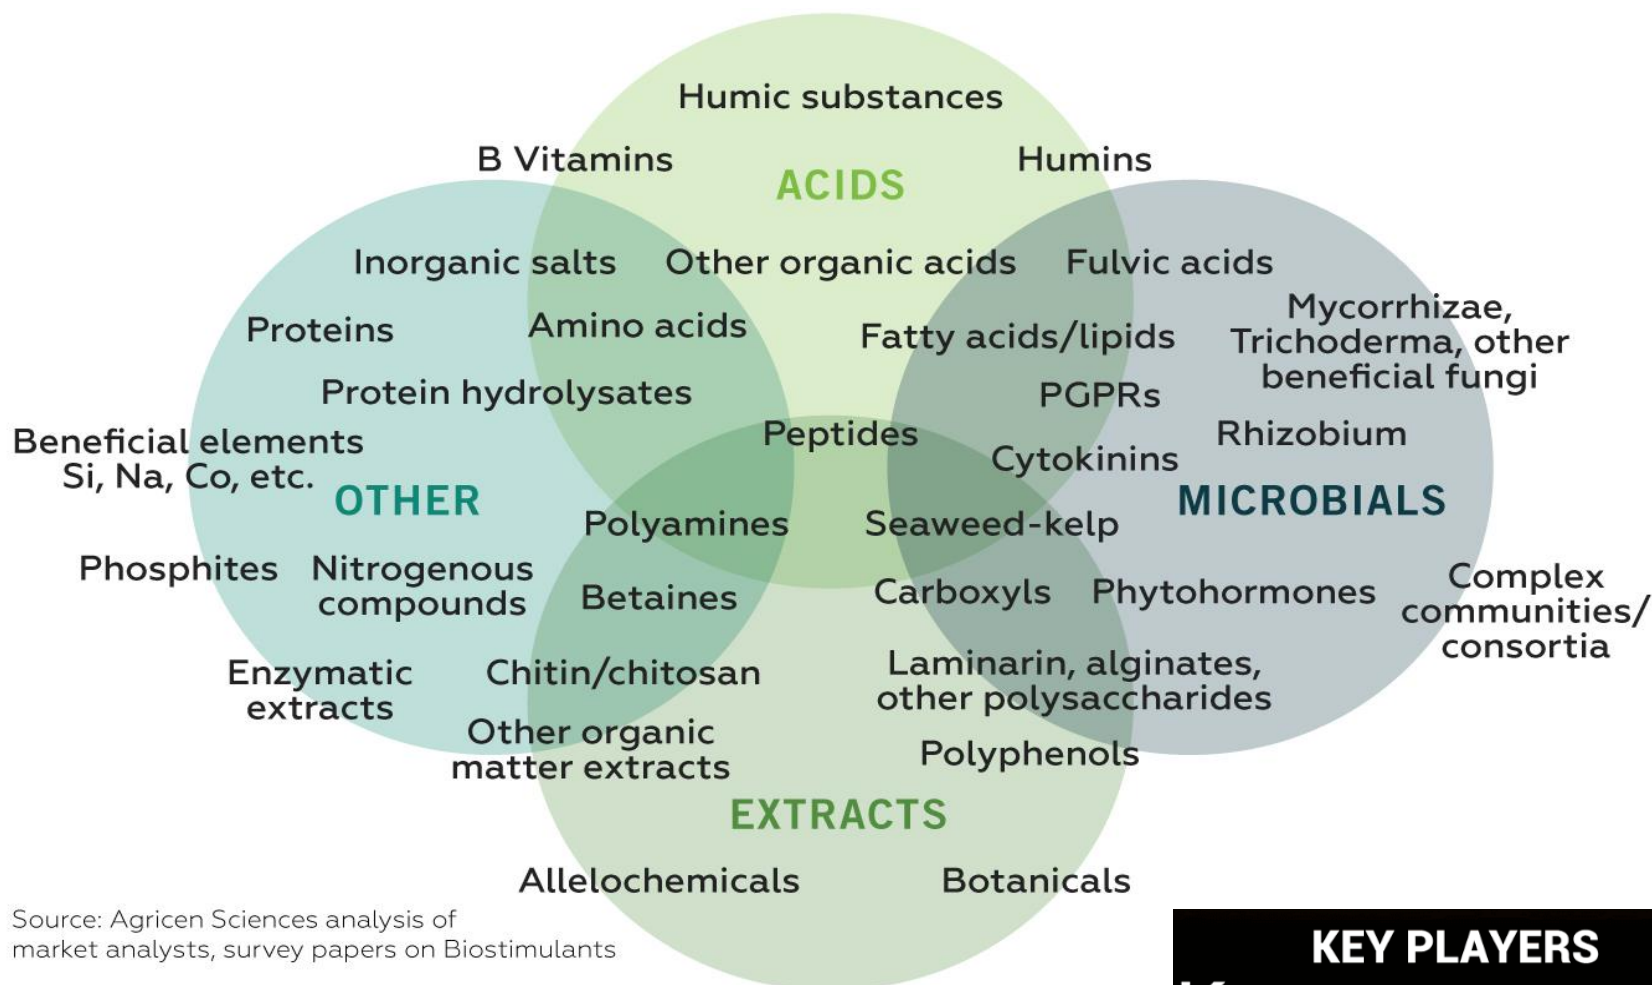 Humic substances
B Vitamins
Humins
ACIDS
Inorganic salts
Other organic acids
Fulvic acids
Proteins
Amino acids
Fatty acids/lipids
Mycorrhizae,
Trichoderma, other
beneficial fungi
Protein hydrolysates
PGPRs
Beneficial elements
Si, Na, Co, etc.
Peptides
Cytokinins
Rhizobium
OTHER
MICROBIALS
Polyamines
Seaweed-kelp
Phosphites
Nitrogenous
compounds
Betaines
Carboxyls
Phytohormones
Complex
communities/
consortia
Enzymatic
extracts
Chitin/chitosan
Laminarin, alginates,
other polysaccharides
Other organic
matter extracts
Polyphenols
EXTRACTS
Allelochemicals
Botanicals
Source: Agricen Sciences analysis of
market analysts, survey papers on Biostimulants
KEY PLAYERS